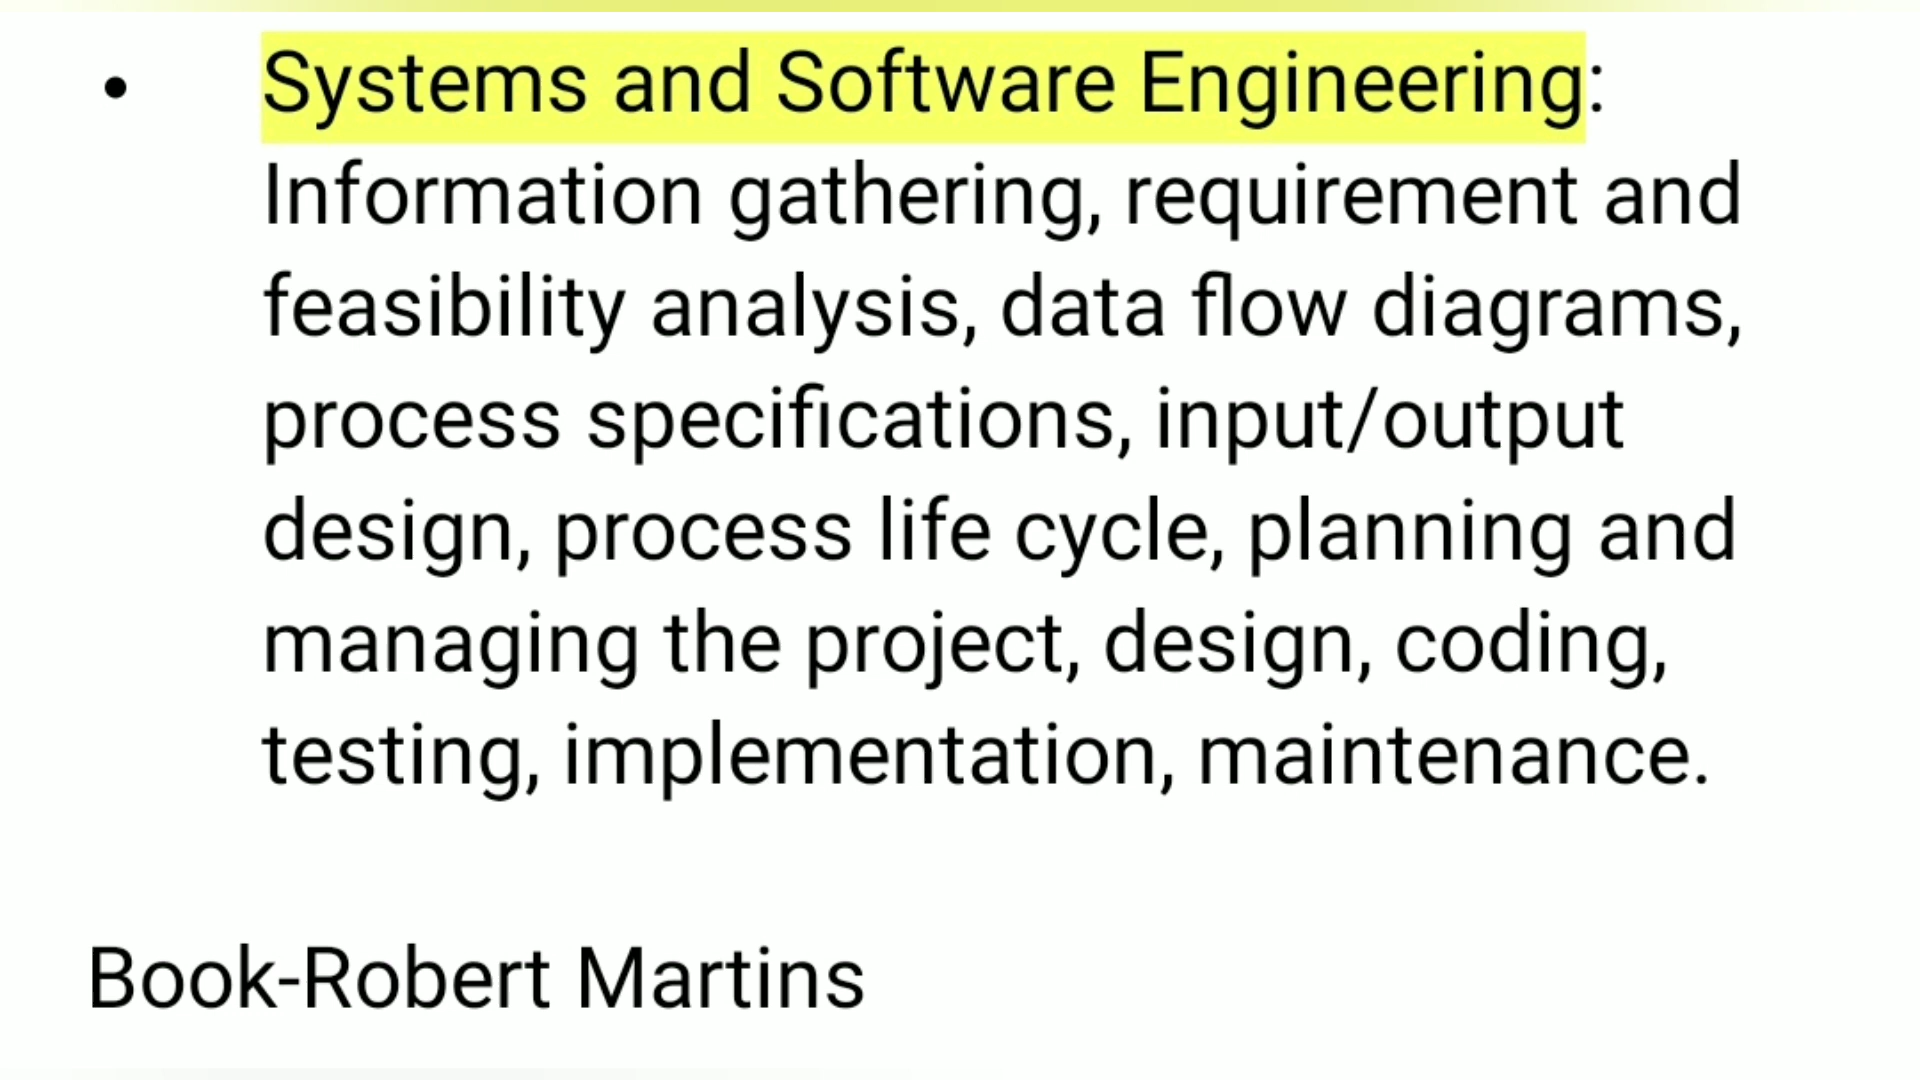 • Systems and Software Engineering:
Information gathering, requirement and
feasibility analysis, data flow diagrams,
process specifications, input/output
design, process life cycle, planning and
managing the project, design, coding,
testing, implementation, maintenance.
Book-Robert Martins